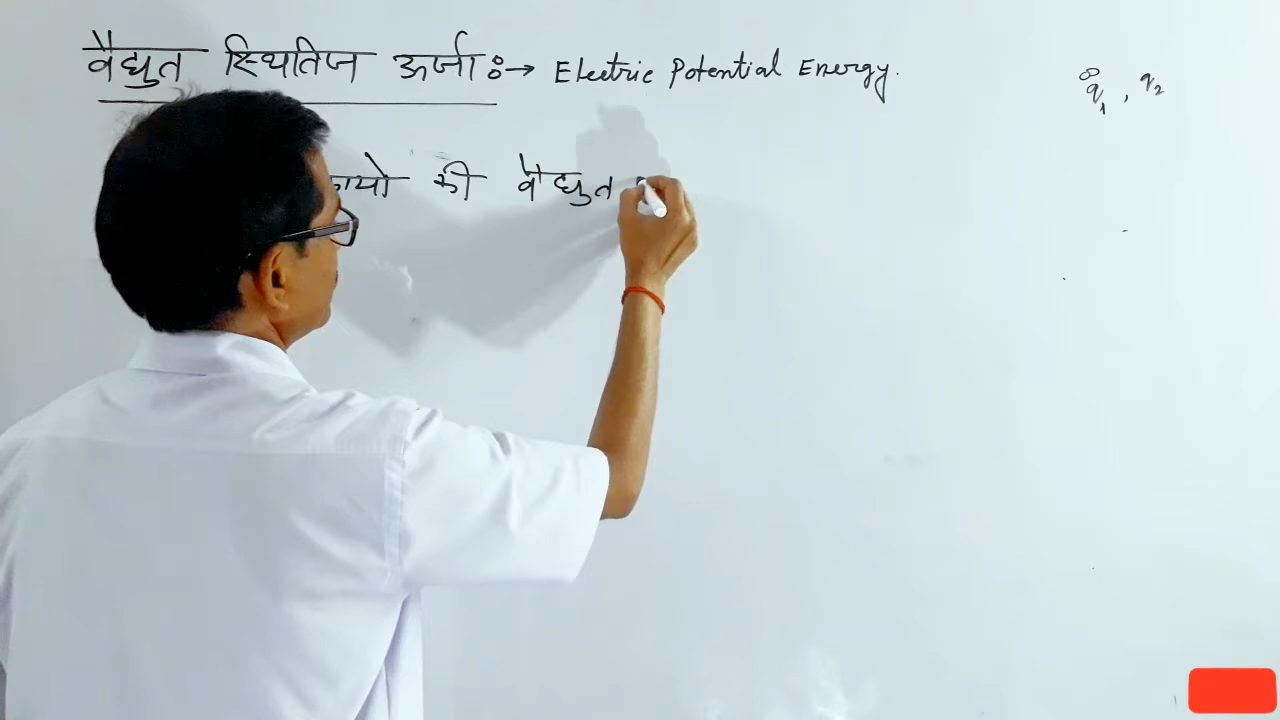 वैद्युत स्थितिज ऊर्जा :→ Electric Potential Energy.
∞
q₁, q₂
की वैद्युत